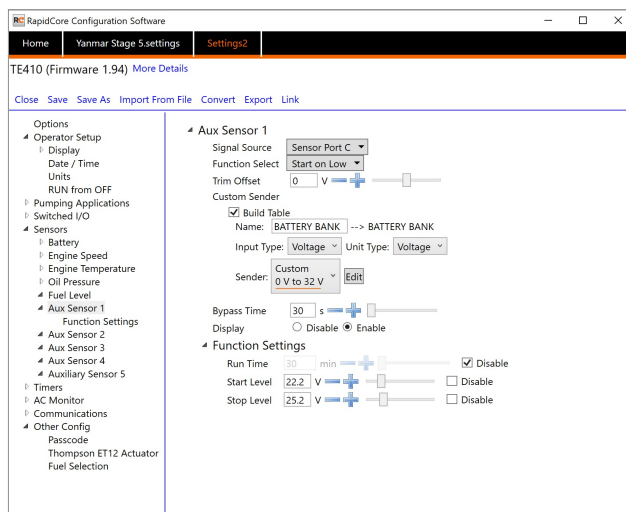 RC RapidCore Configuration Software
Home Yanmar Stage 5.settings Settings2
TE410 (Firmware 1.94) More Details
Close Save Save As Import From File Convert Export Link
Options
Operator Setup
Display
Date / Time
Units
RUN from OFF
Pumping Applications
Switched I/O
Sensors
Battery
Engine Speed
Engine Temperature
Oil Pressure
Fuel Level
Aux Sensor 1
Function Settings
Aux Sensor 2
Aux Sensor 3
Aux Sensor 4
Auxiliary Sensor 5
Timers
AC Monitor
Communications
Other Config
Passcode
Thompson ET12 Actuator
Fuel Selection
Aux Sensor 1
Signal Source Sensor Port C
Function Select Start on Low
Trim Offset 0 V
Custom Sender
Build Table
Name: BATTERY BANK --> BATTERY BANK
Input Type: Voltage Unit Type: Voltage
Sender: Custom
0 V to 32 V Edit
Bypass Time 30 s
Display Disable Enable
Function Settings
Run Time 30 min Disable
Start Level 22.2 V Disable
Stop Level 25.2 V Disable